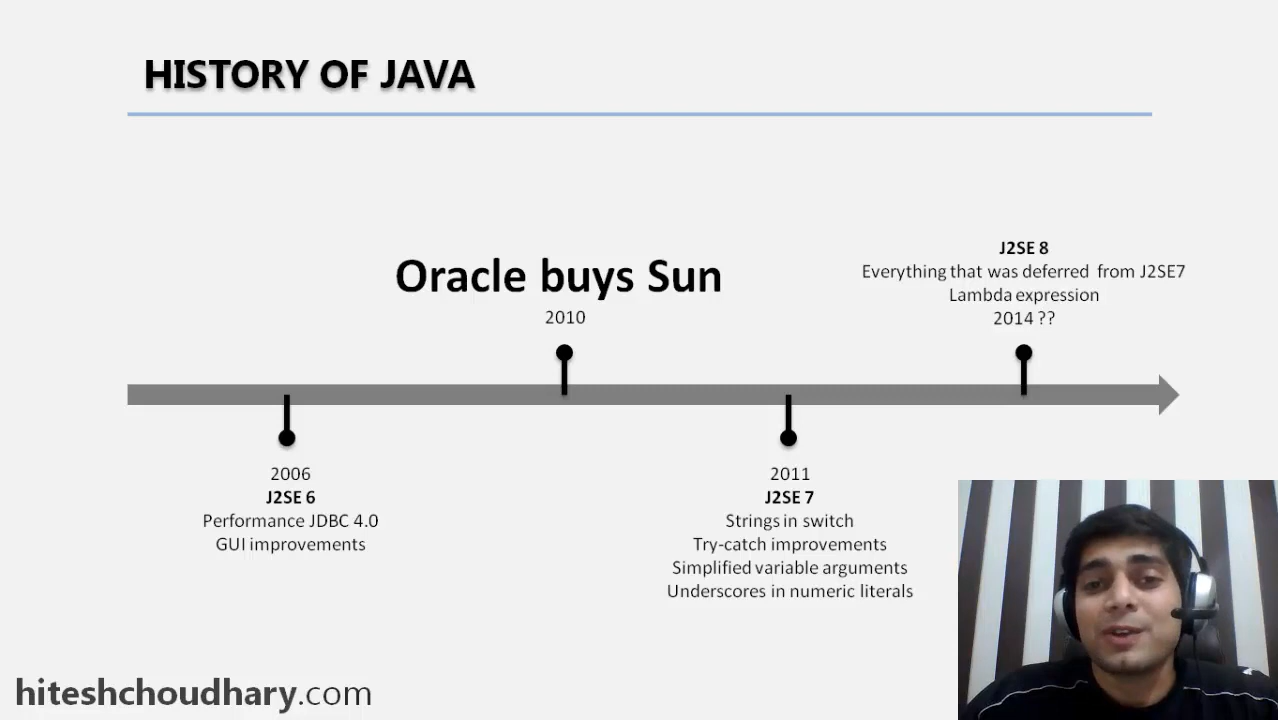 HISTORY OF JAVA
Oracle buys Sun
2010
J2SE 8
Everything that was deferred from J2SE7
Lambda expression
2014 ??
2006
J2SE 6
Performance JDBC 4.0
GUI improvements
2011
J2SE 7
Strings in switch
Try-catch improvements
Simplified variable arguments
Underscores in numeric literals
hiteshchoudhary.com